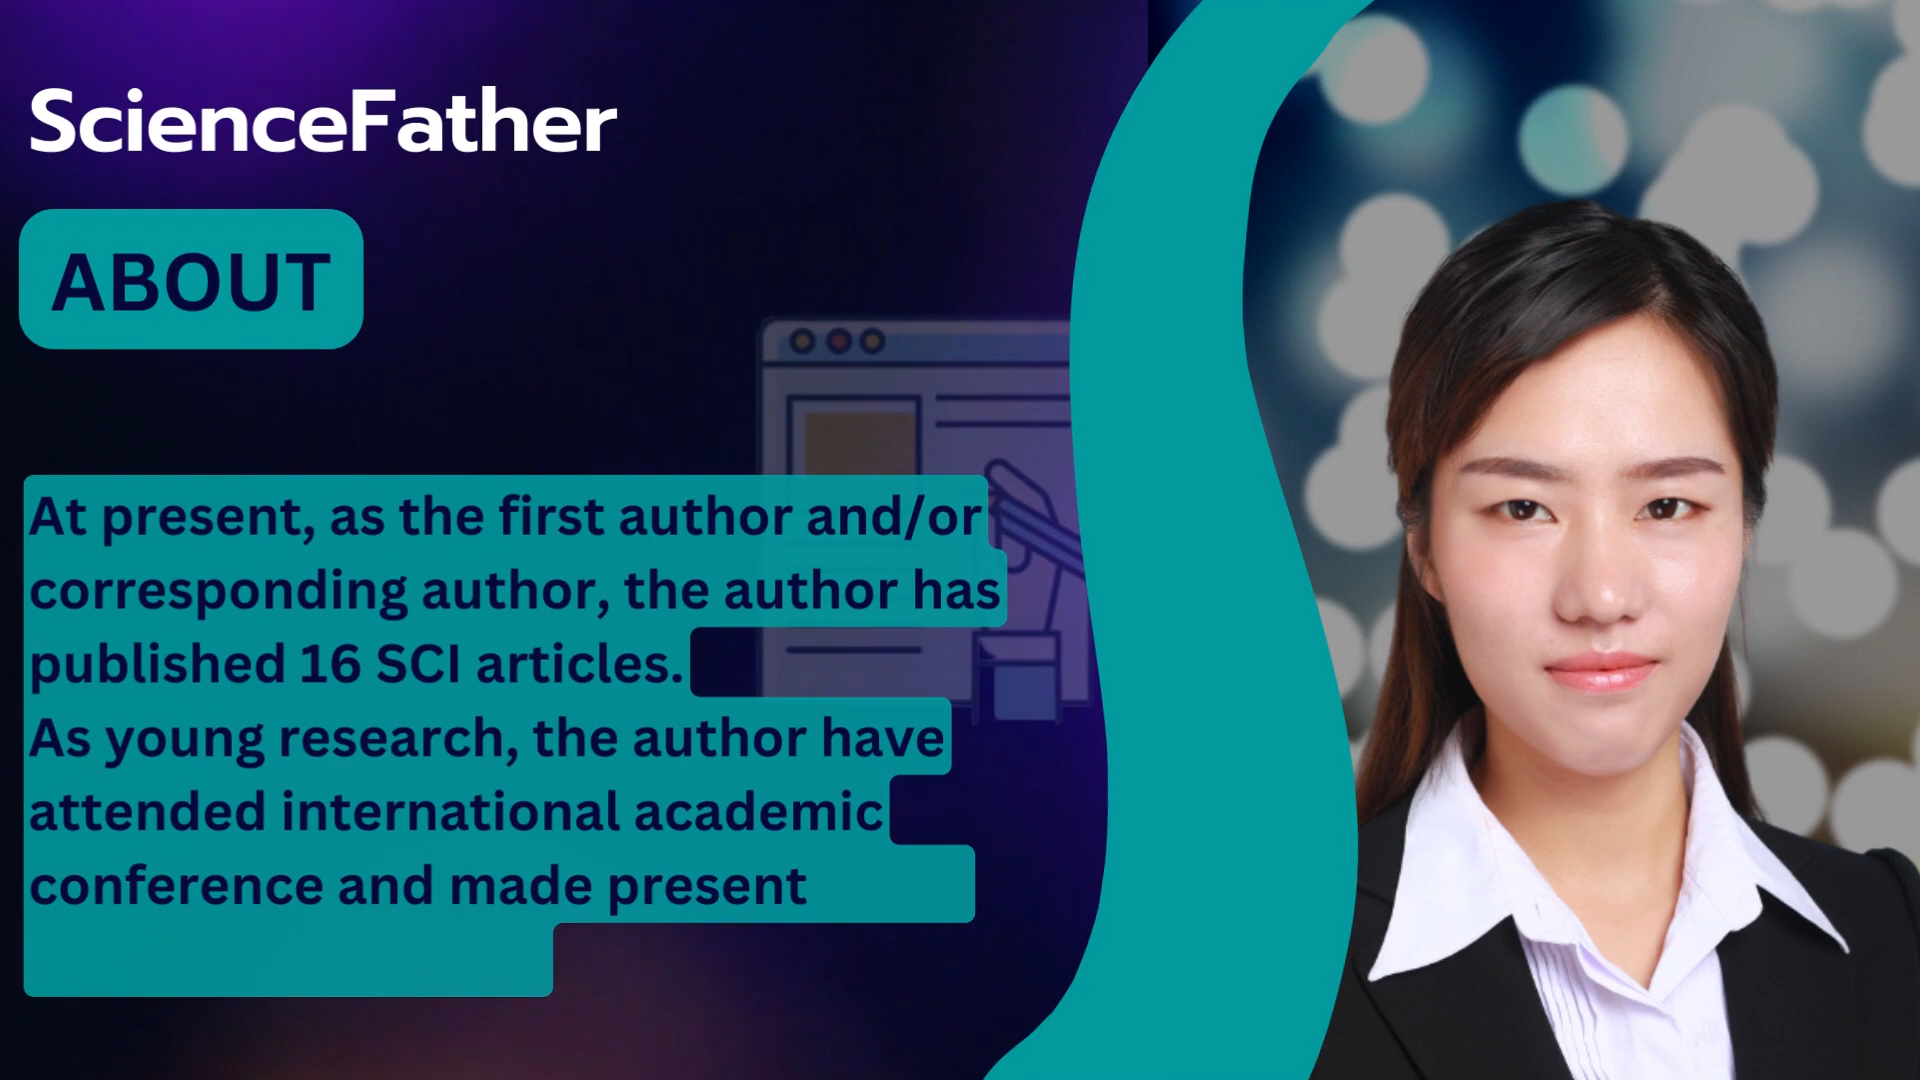 ScienceFather
ABOUT
At present, as the first author and/or
corresponding author, the author has
published 16 SCI articles.
As young research, the author have
attended international academic
conference and made present